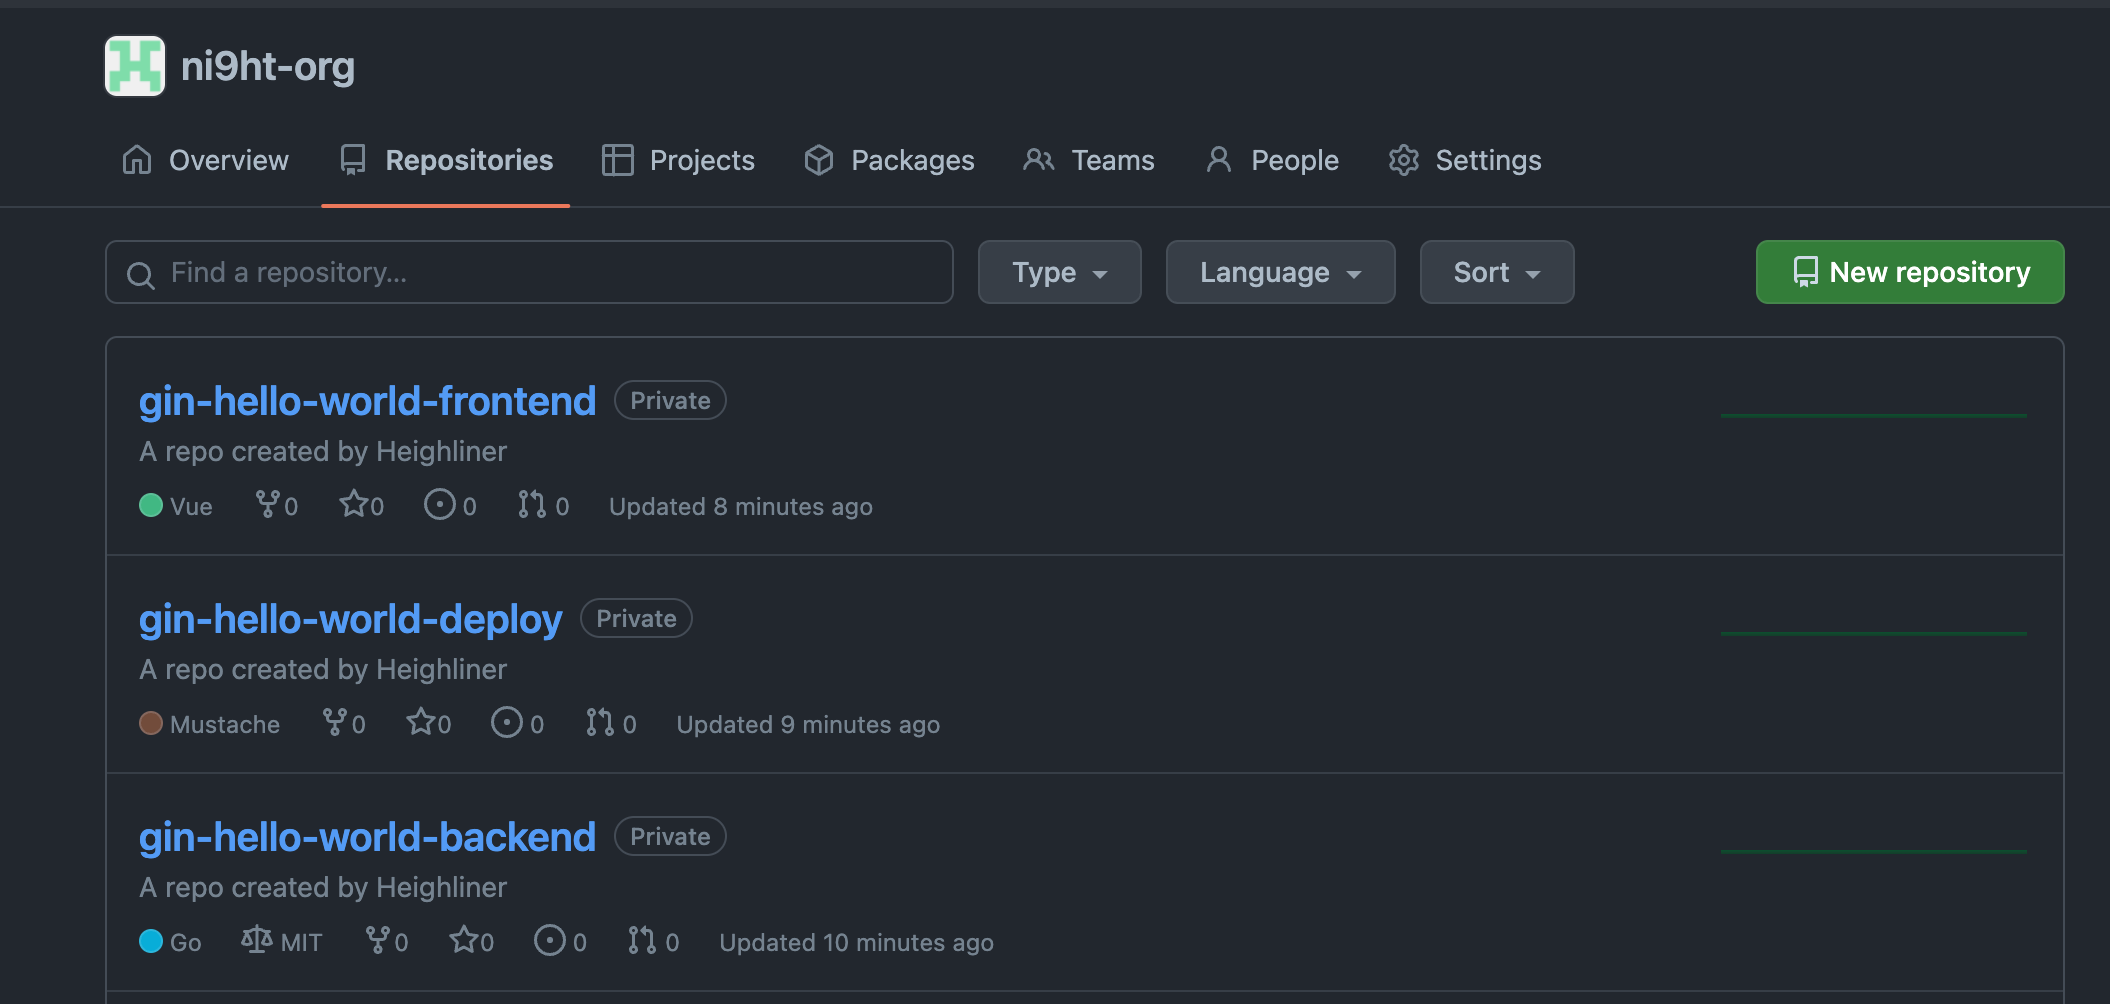 ni9ht-org
Overview Repositories Projects Packages Teams People Settings
Find a repository... Type Language Sort New repository
gin-hello-world-frontend Private
A repo created by Heighliner
Vue 0 0 0 0 Updated 8 minutes ago
gin-hello-world-deploy Private
A repo created by Heighliner
Mustache 0 0 0 0 Updated 9 minutes ago
gin-hello-world-backend Private
A repo created by Heighliner
Go MIT 0 0 0 0 Updated 10 minutes ago